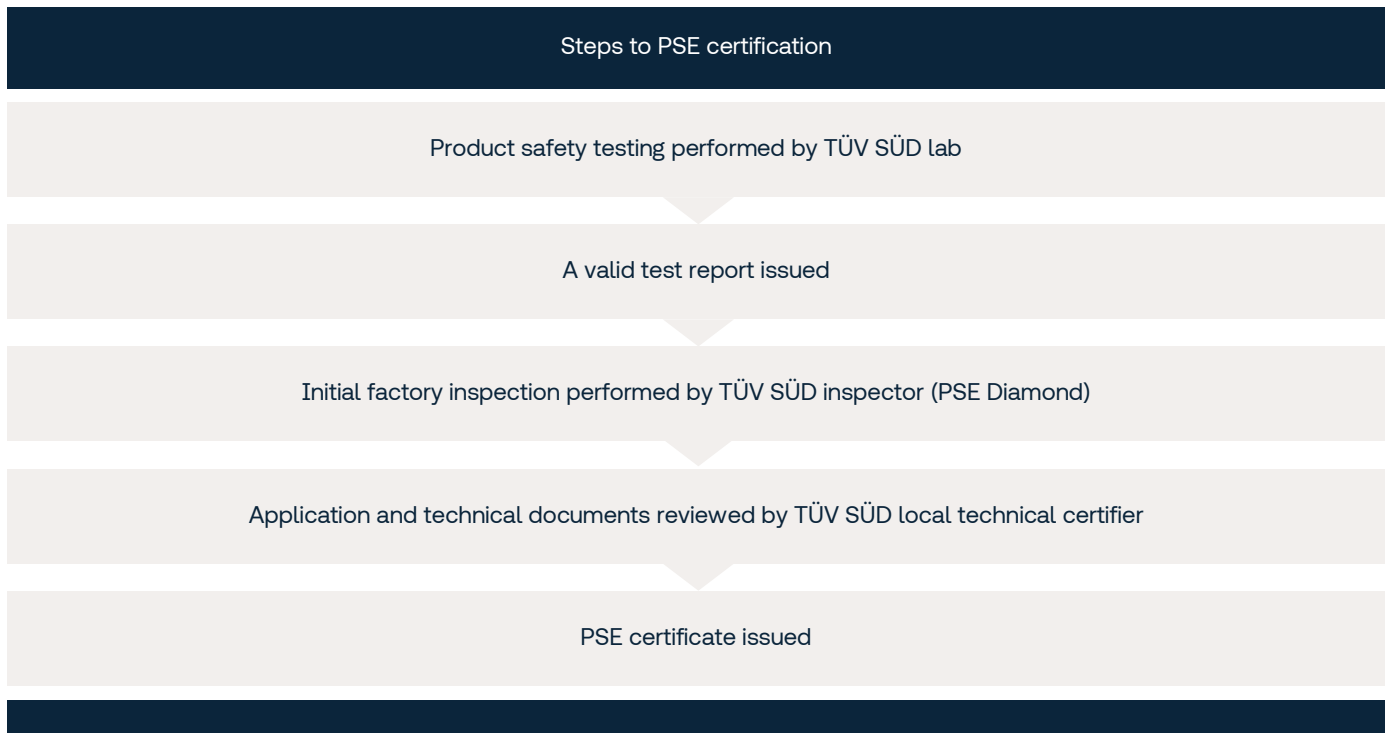 Steps to PSE certification
Product safety testing performed by TÜV SÜD lab
A valid test report issued
Initial factory inspection performed by TÜV SÜD inspector (PSE Diamond)
Application and technical documents reviewed by TÜV SÜD local technical certifier
PSE certificate issued